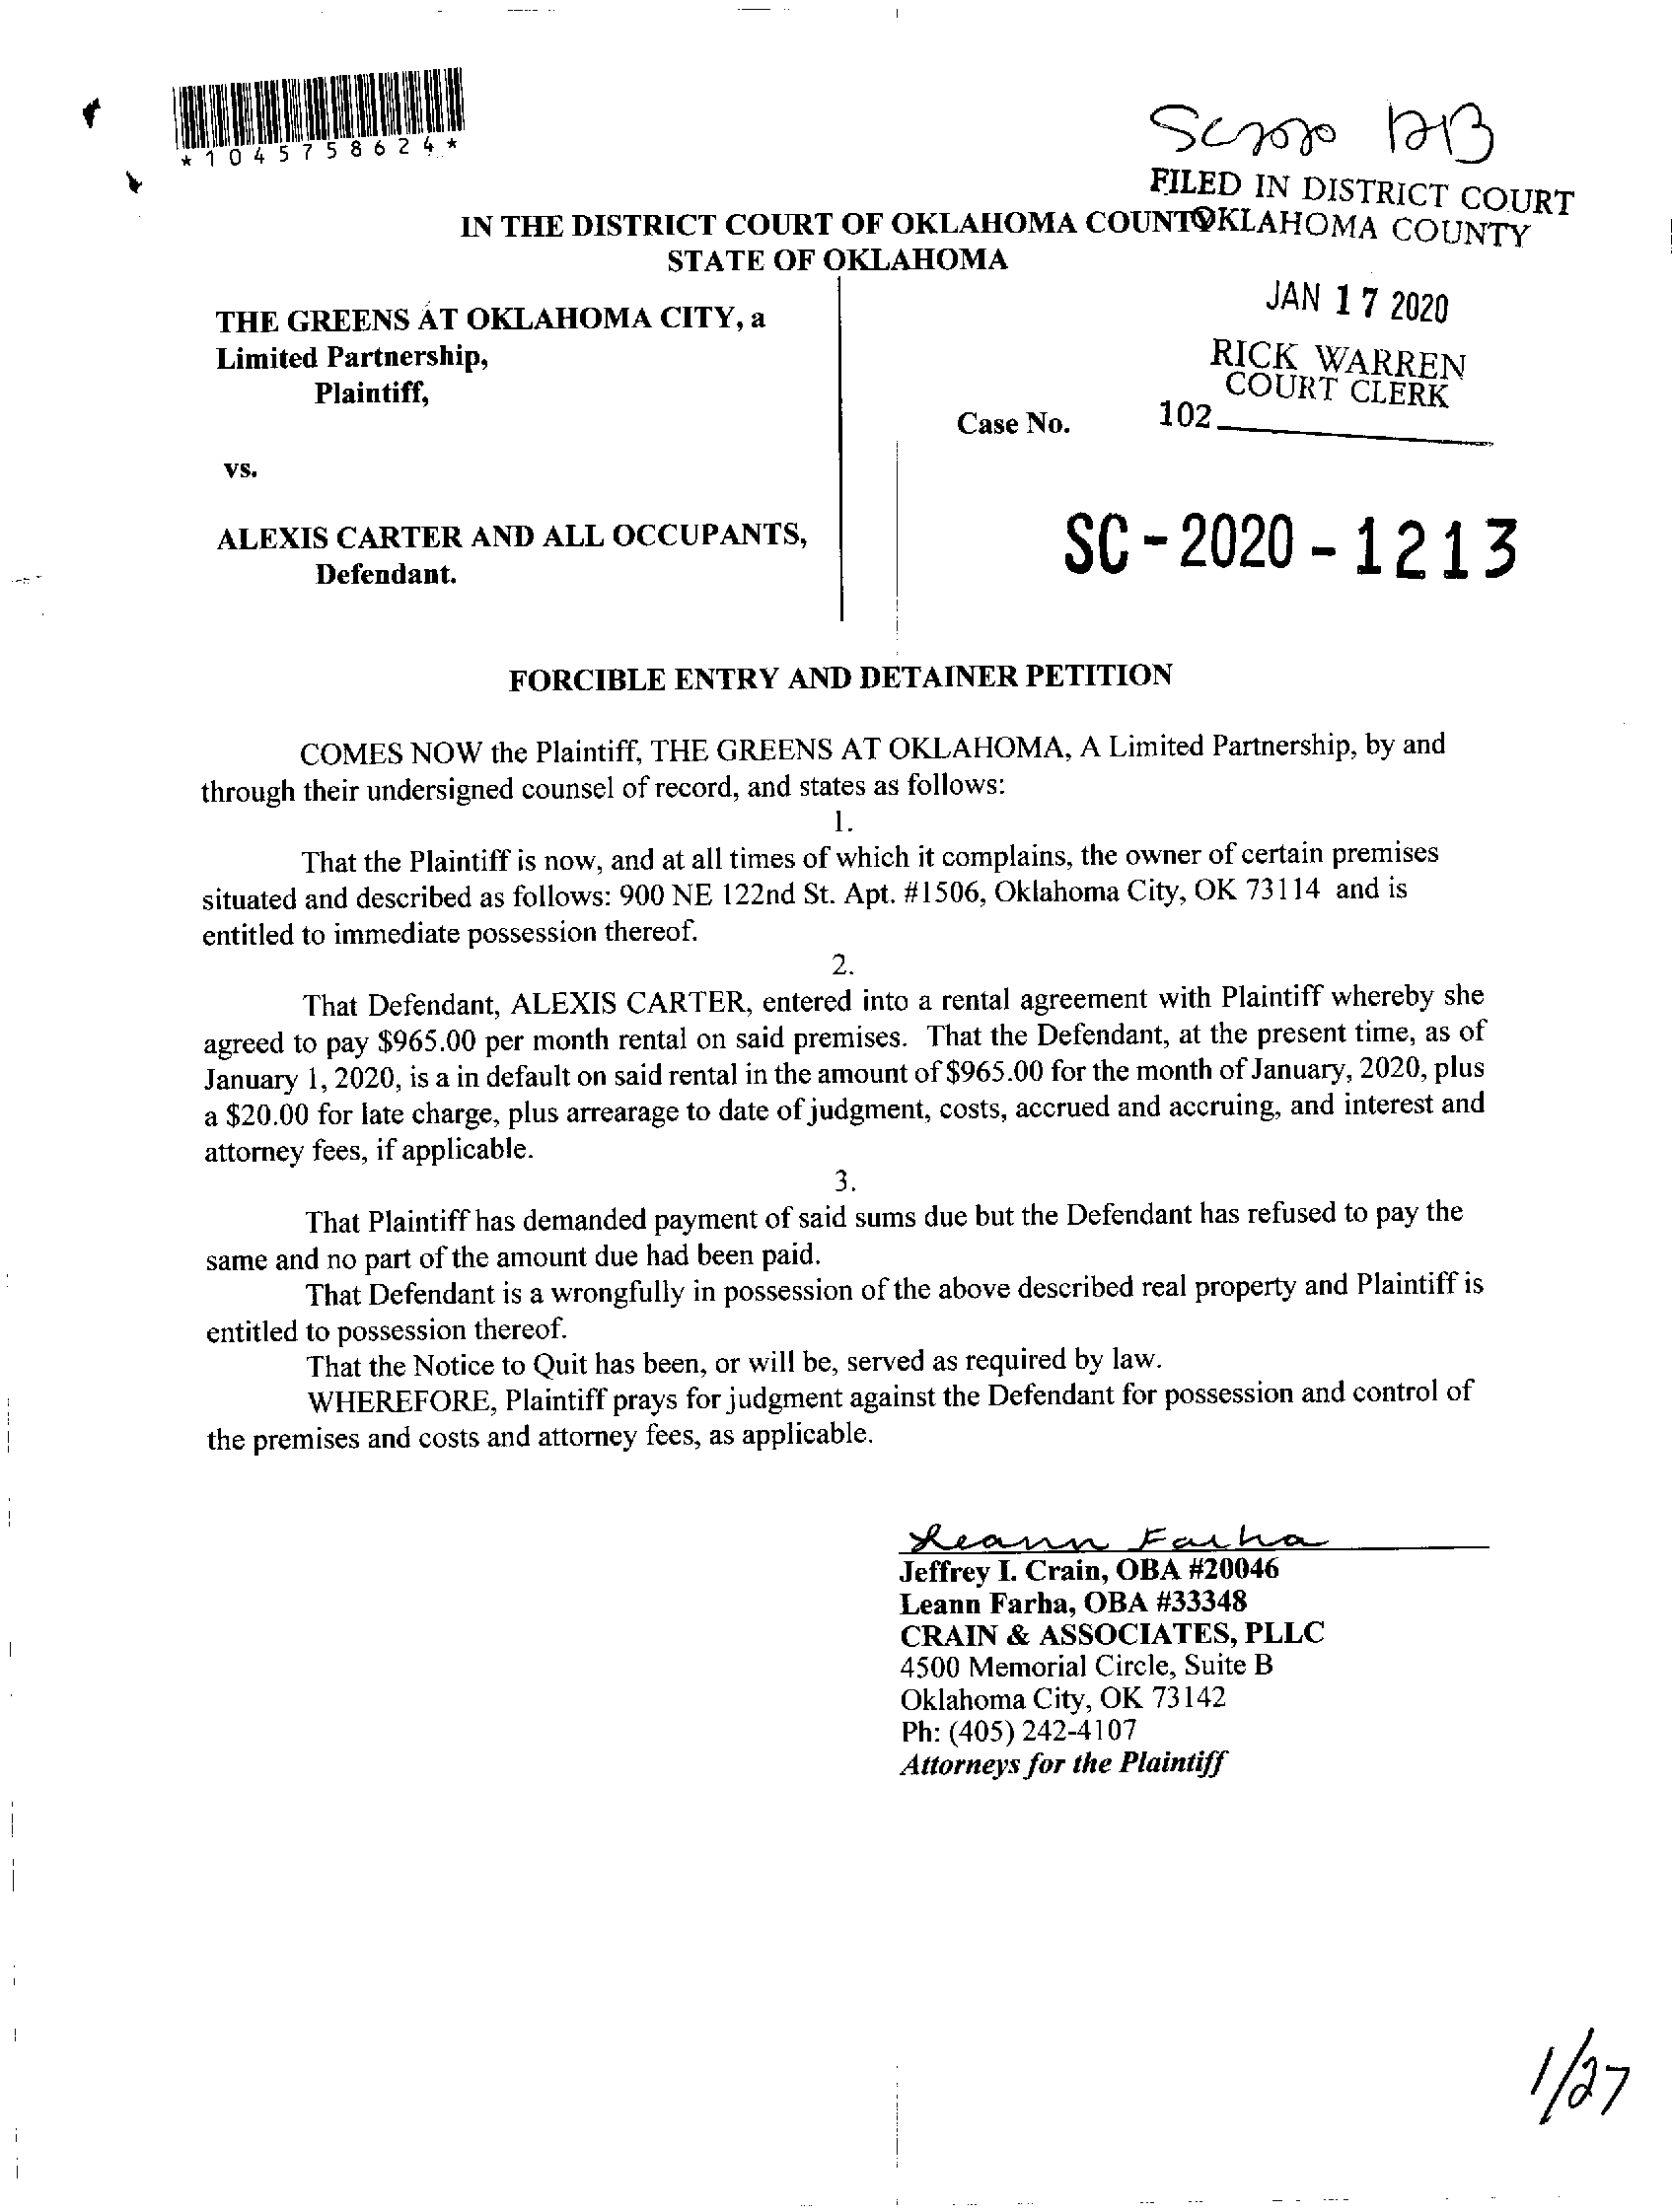 *1045758624*
FILED IN DISTRICT COURT
OKLAHOMA COUNTY
IN THE DISTRICT COURT OF OKLAHOMA COUNTY
STATE OF OKLAHOMA
JAN 17 2020
RICK WARREN
COURT CLERK
102
THE GREENS AT OKLAHOMA CITY, a
Limited Partnership,
Plaintiff,
Case No.
vs.
ALEXIS CARTER AND ALL OCCUPANTS,
Defendant.
SC-2020-1213
FORCIBLE ENTRY AND DETAINER PETITION
COMES NOW the Plaintiff, THE GREENS AT OKLAHOMA, A Limited Partnership, by and
through their undersigned counsel of record, and states as follows:
1.
That the Plaintiff is now, and at all times of which it complains, the owner of certain premises
situated and described as follows: 900 NE 122nd St. Apt. #1506, Oklahoma City, OK 73114 and is
entitled to immediate possession thereof.
2.
That Defendant, ALEXIS CARTER, entered into a rental agreement with Plaintiff whereby she
agreed to pay $965.00 per month rental on said premises. That the Defendant, at the present time, as of
January 1, 2020, is a in default on said rental in the amount of $965.00 for the month of January, 2020, plus
a $20.00 for late charge, plus arrearage to date of judgment, costs, accrued and accruing, and interest and
attorney fees, if applicable.
3.
That Plaintiff has demanded payment of said sums due but the Defendant has refused to pay the
same and no part of the amount due had been paid.
That Defendant is a wrongfully in possession of the above described real property and Plaintiff is
entitled to possession thereof.
That the Notice to Quit has been, or will be, served as required by law.
WHEREFORE, Plaintiff prays for judgment against the Defendant for possession and control of
the premises and costs and attorney fees, as applicable.
Leann Farha
Jeffrey I. Crain, OBA #20046
Leann Farha, OBA #33348
CRAIN & ASSOCIATES, PLLC
4500 Memorial Circle, Suite B
Oklahoma City, OK 73142
Ph: (405) 242-4107
Attorneys for the Plaintiff
1/27